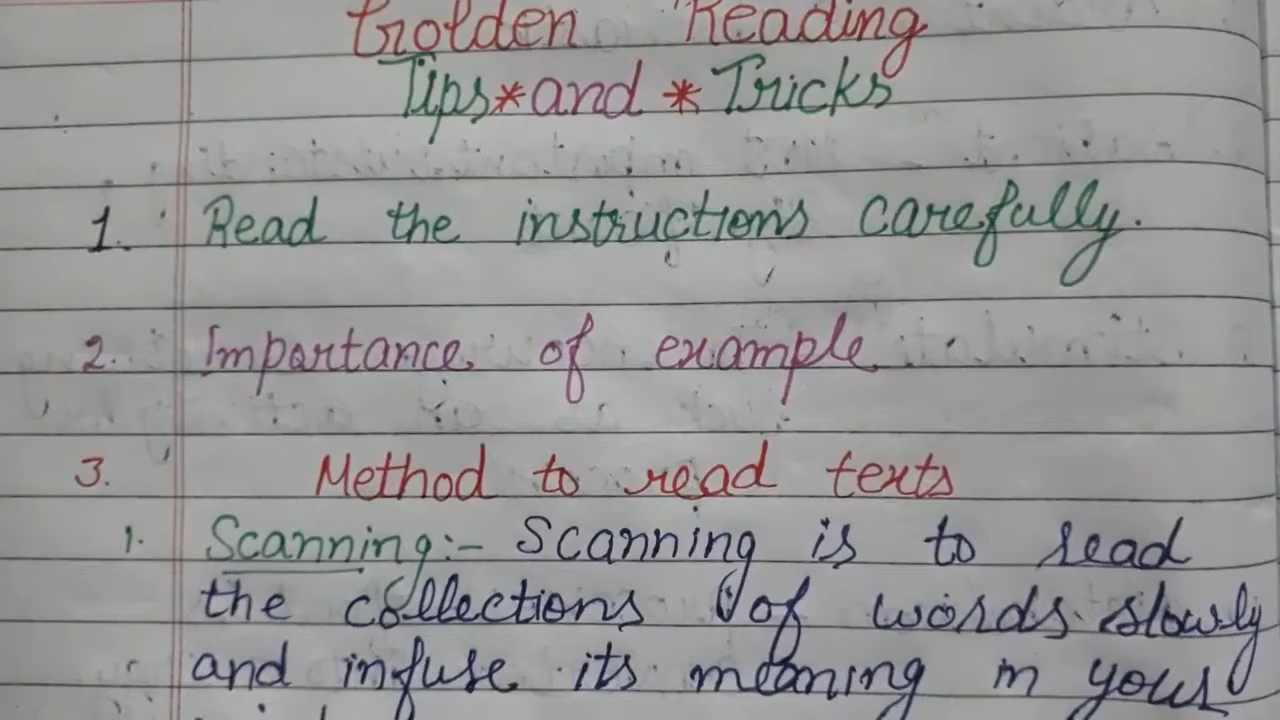 Golden Reading
Tips * and * Tricks
1. Read the instructions carefully.
2. Importance of example
3. Method to read texts
1. Scanning:- Scanning is to read
the collections of words slowly
and infuse its meaning in your